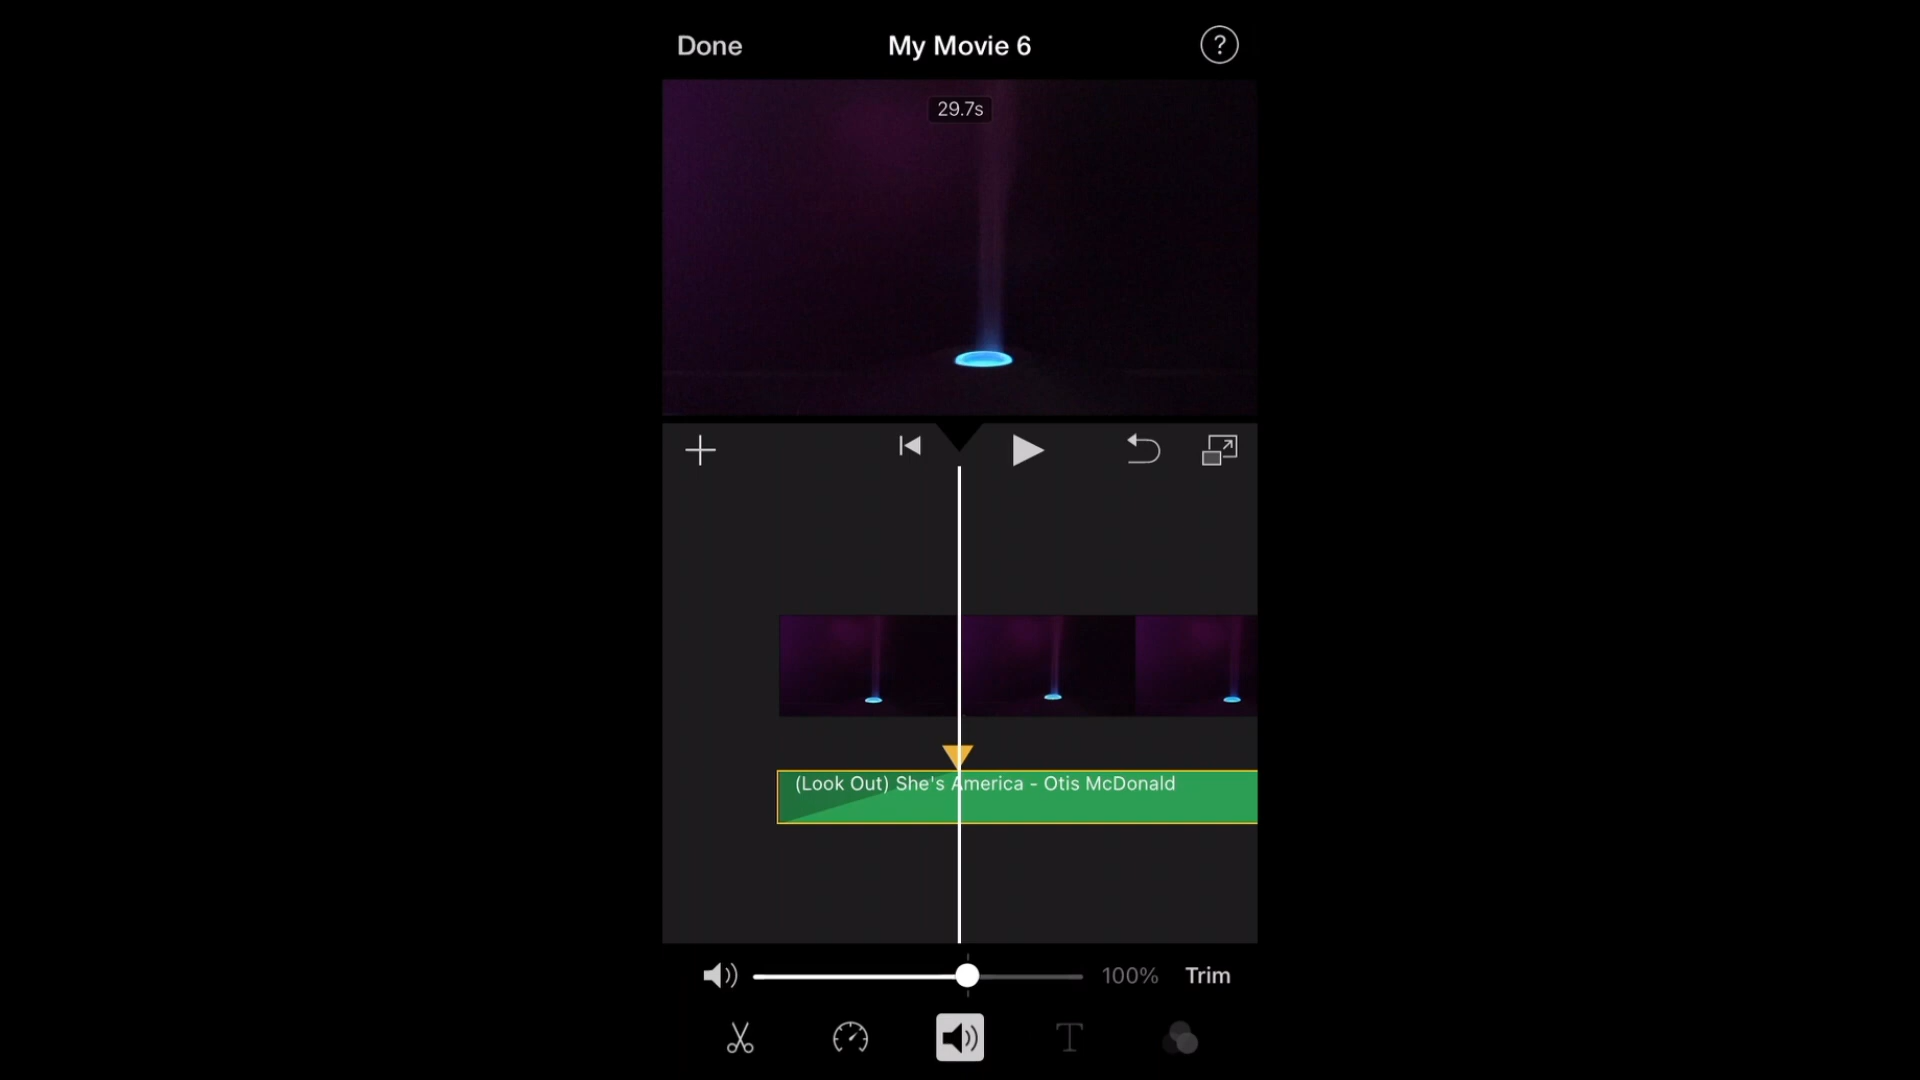 Done
My Movie 6
?
29.7s
(Look Out) She's America - Otis McDonald
100%
Trim
T